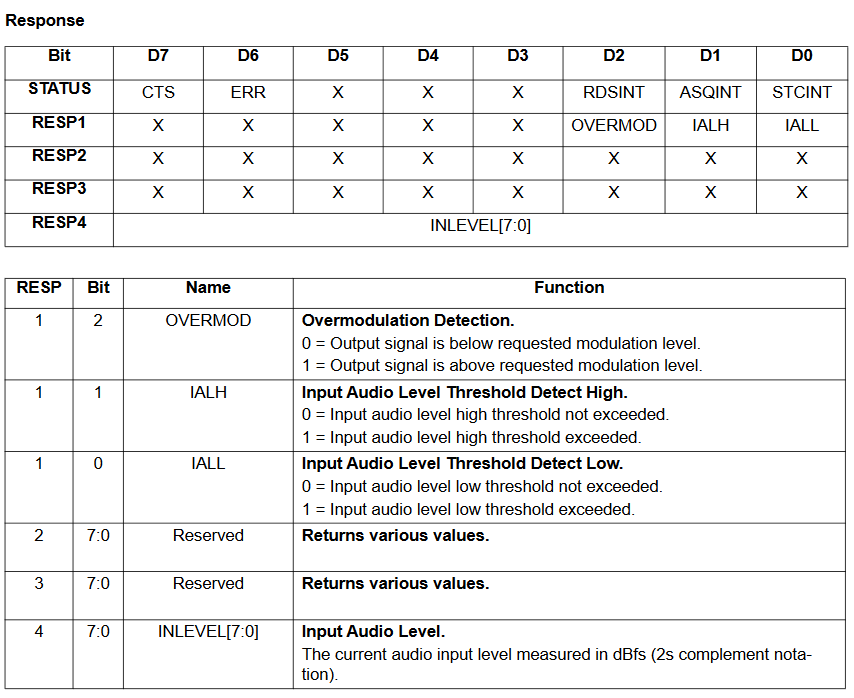 Response
Bit D7 D6 D5 D4 D3 D2 D1 D0
STATUS CTS ERR X X X RDSINT ASQINT STCINT
RESP1 X X X X X OVERMOD IALH IALL
RESP2 X X X X X X X X
RESP3 X X X X X X X X
RESP4 INLEVEL[7:0]
RESP Bit Name Function
1 2 OVERMOD Overmodulation Detection.
0 = Output signal is below requested modulation level.
1 = Output signal is above requested modulation level.
1 1 IALH Input Audio Level Threshold Detect High.
0 = Input audio level high threshold not exceeded.
1 = Input audio level high threshold exceeded.
1 0 IALL Input Audio Level Threshold Detect Low.
0 = Input audio level low threshold not exceeded.
1 = Input audio level low threshold exceeded.
2 7:0 Reserved Returns various values.
3 7:0 Reserved Returns various values.
4 7:0 INLEVEL[7:0] Input Audio Level.
The current audio input level measured in dBfs (2s complement nota-
tion).